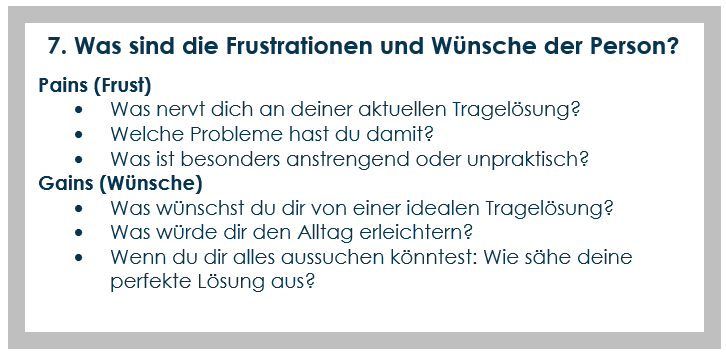 7. Was sind die Frustrationen und Wünsche der Person?
Pains (Frust)
• Was nervt dich an deiner aktuellen Tragelösung?
• Welche Probleme hast du damit?
• Was ist besonders anstrengend oder unpraktisch?
Gains (Wünsche)
• Was wünschst du dir von einer idealen Tragelösung?
• Was würde dir den Alltag erleichtern?
• Wenn du dir alles aussuchen könntest: Wie sähe deine
perfekte Lösung aus?